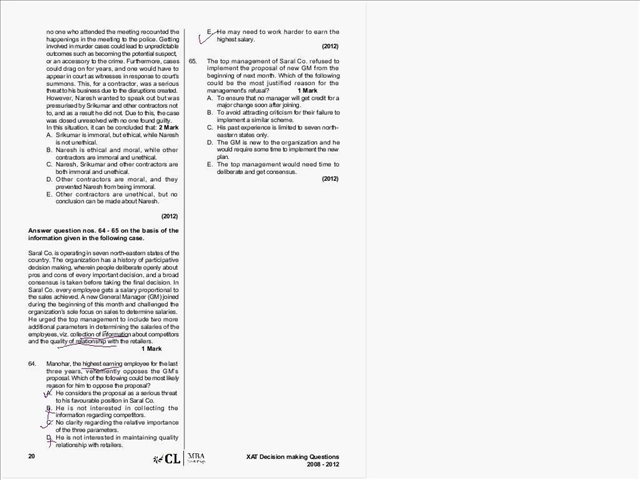 no one who attended the meeting recounted the
happenings in the meeting to the police. Getting
involved in murder cases could lead to unpredictable
outcomes such as becoming the potential suspect,
or an accessory to the crime. Furthermore, cases
could drag on for years, and one would have to
appear in court as witnesses in response to court's
summons. This, for a contractor, was a serious
threat to his business due to the disruptions created.
However, Naresh wanted to speak out but was
pressurised by Srikumar and other contractors not
to, and as a result he did not. Due to this, the case
was closed unresolved with no one found guilty.
In this situation, it can be concluded that: 2 Mark
A. Srikumar is immoral, but ethical, while Naresh
is not unethical.
B. Naresh is ethical and moral, while other
contractors are immoral and unethical.
C. Naresh, Srikumar and other contractors are
both immoral and unethical.
D. Other contractors are moral, and they
prevented Naresh from being immoral.
E. Other contractors are unethical, but no
conclusion can be made about Naresh.
(2012)
Answer question nos. 64 - 65 on the basis of the
information given in the following case.
Saral Co. is operating in seven north-eastern states of the
country. The organization has a history of participative
decision making, wherein people deliberate openly about
pros and cons of every important decision, and a broad
consensus is taken before taking the final decision. In
Saral Co. every employee gets a salary proportional to
the sales achieved. A new General Manager (GM) joined
during the beginning of this month and challenged the
organization's sole focus on sales to determine salaries.
He urged the top management to include two more
additional parameters in determining the salaries of the
employees, viz. collection of information about competitors
and the quality of relationship with the retailers.
1 Mark
64. Manohar, the highest earning employee for the last
three years, vehemently opposes the GM's
proposal. Which of the following could be most likely
reason for him to oppose the proposal?
A. He considers the proposal as a serious threat
to his favourable position in Saral Co.
B. He is not interested in collecting the
information regarding competitors.
C. No clarity regarding the relative importance
of the three parameters.
D. He is not interested in maintaining quality
relationship with retailers.
E. He may need to work harder to earn the
highest salary.
(2012)
65. The top management of Saral Co. refused to
implement the proposal of new GM from the
beginning of next month. Which of the following
could be the most justified reason for the
management's refusal? 1 Mark
A. To ensure that no manager will get credit for a
major change soon after joining.
B. To avoid attracting criticism for their failure to
implement a similar scheme.
C. His past experience is limited to seven north-
eastern states only.
D. The GM is new to the organization and he
would require some time to implement the new
plan.
E. The top management would need time to
deliberate and get consensus.
(2012)
20
CL MBA
XAT Decision making Questions
2008 - 2012